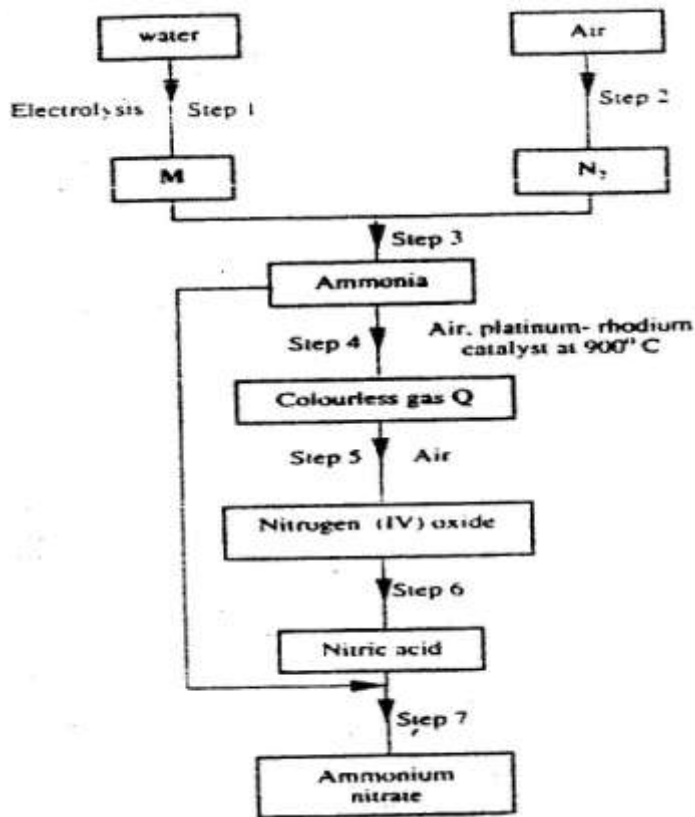 water
Air
Electrolysis Step 1
Step 2
M
N₂
Step 3
Ammonia
Step 4
Air, platinum-rhodium
catalyst at 900° C
Colourless gas Q
Step 5 Air
Nitrogen (IV) oxide
Step 6
Nitric acid
Step 7
Ammonium
nitrate